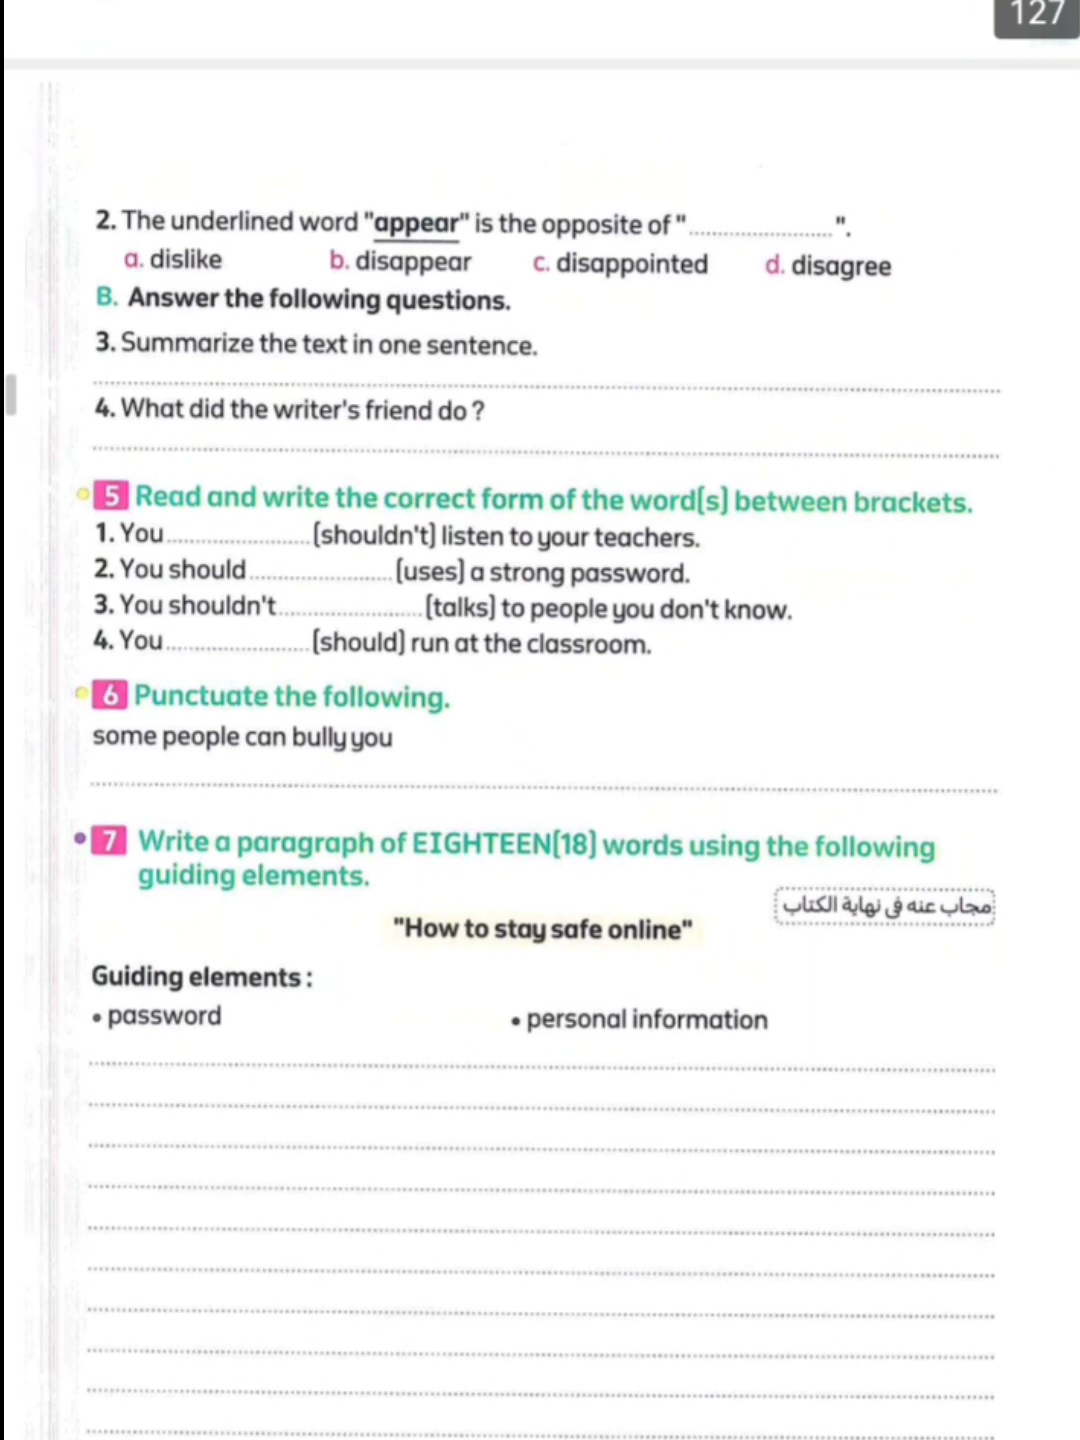 127
2. The underlined word "appear" is the opposite of "....................".
a. dislike b. disappear c. disappointed d. disagree
B. Answer the following questions.
3. Summarize the text in one sentence.
4. What did the writer's friend do ?
5 Read and write the correct form of the word(s) between brackets.
1. You .................... (shouldn't) listen to your teachers.
2. You should .................... (uses) a strong password.
3. You shouldn't .................... (talks) to people you don't know.
4. You .................... (should) run at the classroom.
6 Punctuate the following.
some people can bully you
7 Write a paragraph of EIGHTEEN(18) words using the following
guiding elements.
مجاب عنه فى نهاية الكتاب
"How to stay safe online"
Guiding elements :
• password • personal information